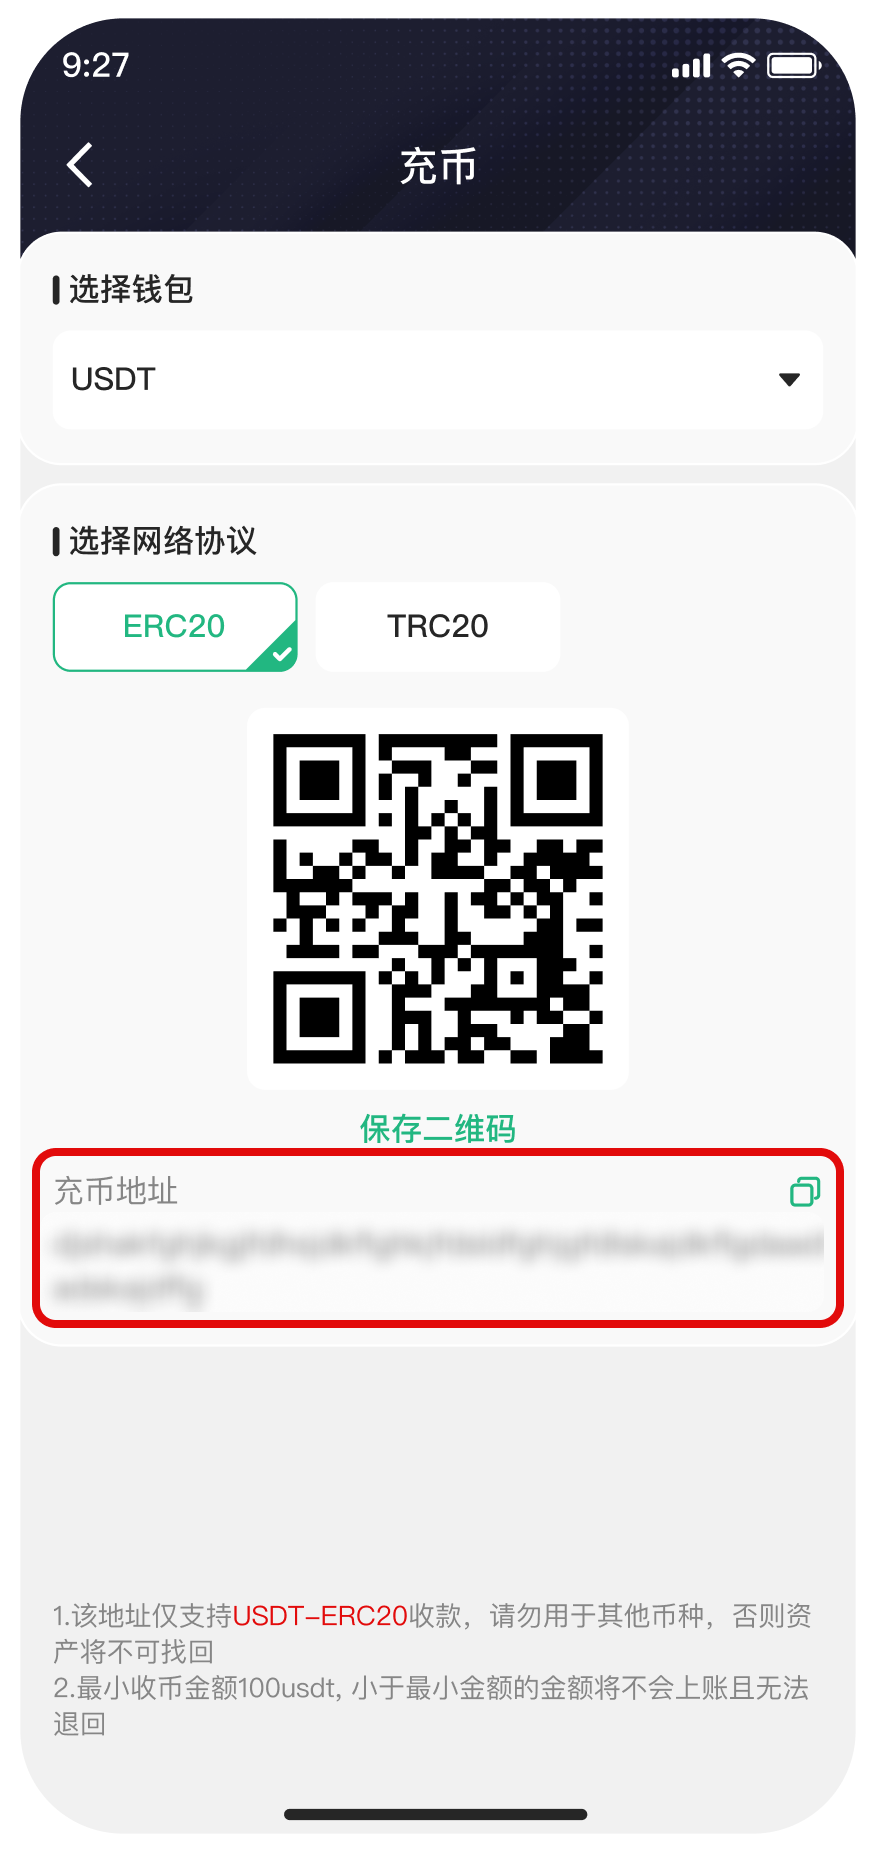 9:27
充币
选择钱包
USDT
选择网络协议
ERC20
TRC20
保存二维码
充币地址
1.该地址仅支持USDT-ERC20收款，请勿用于其他币种，否则资
产将不可找回
2.最小收币金额100usdt, 小于最小金额的金额将不会上账且无法
退回